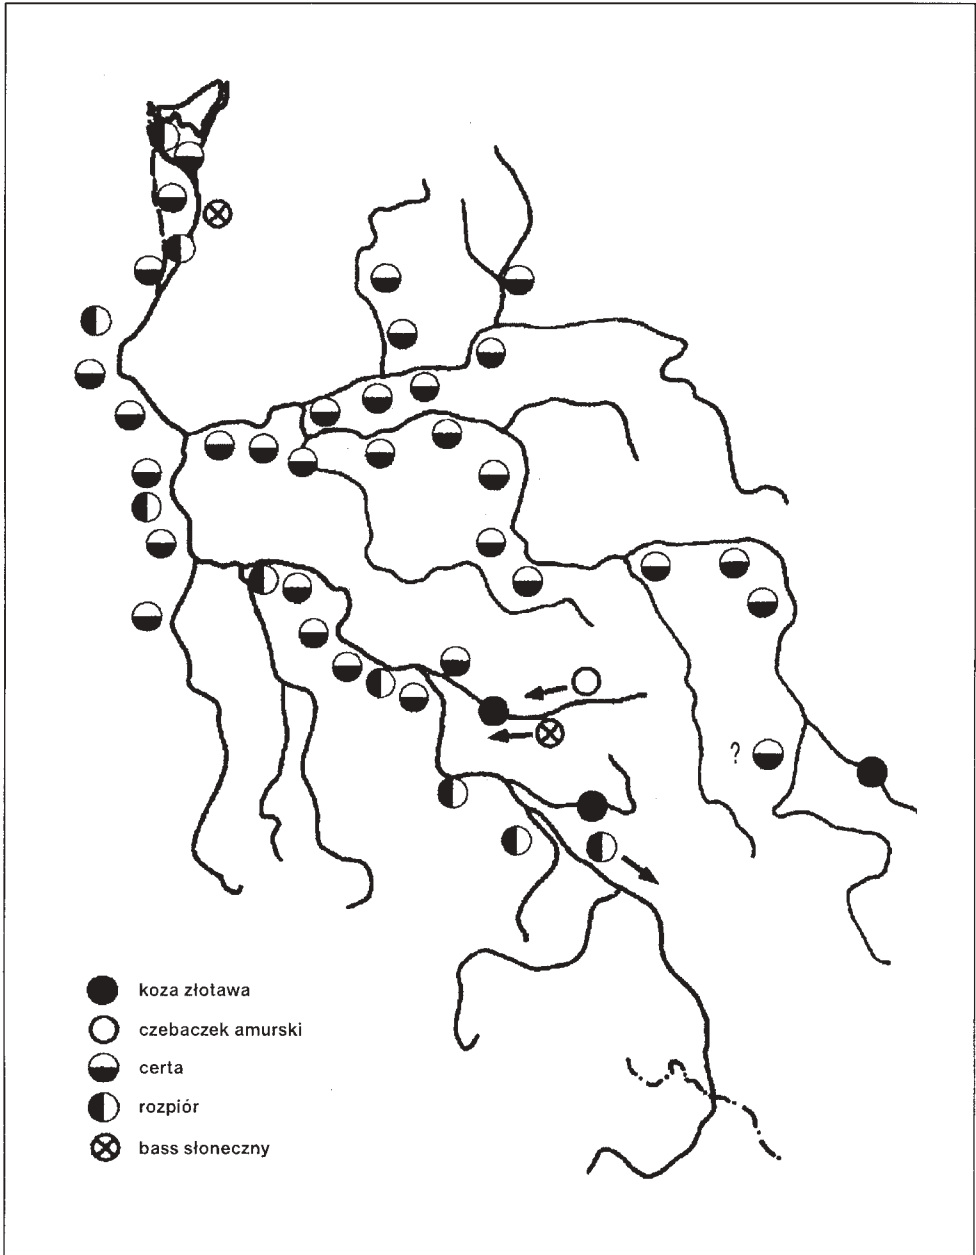 ?
koza złotawa
czebaczek amurski
certa
rozpiór
bass słoneczny